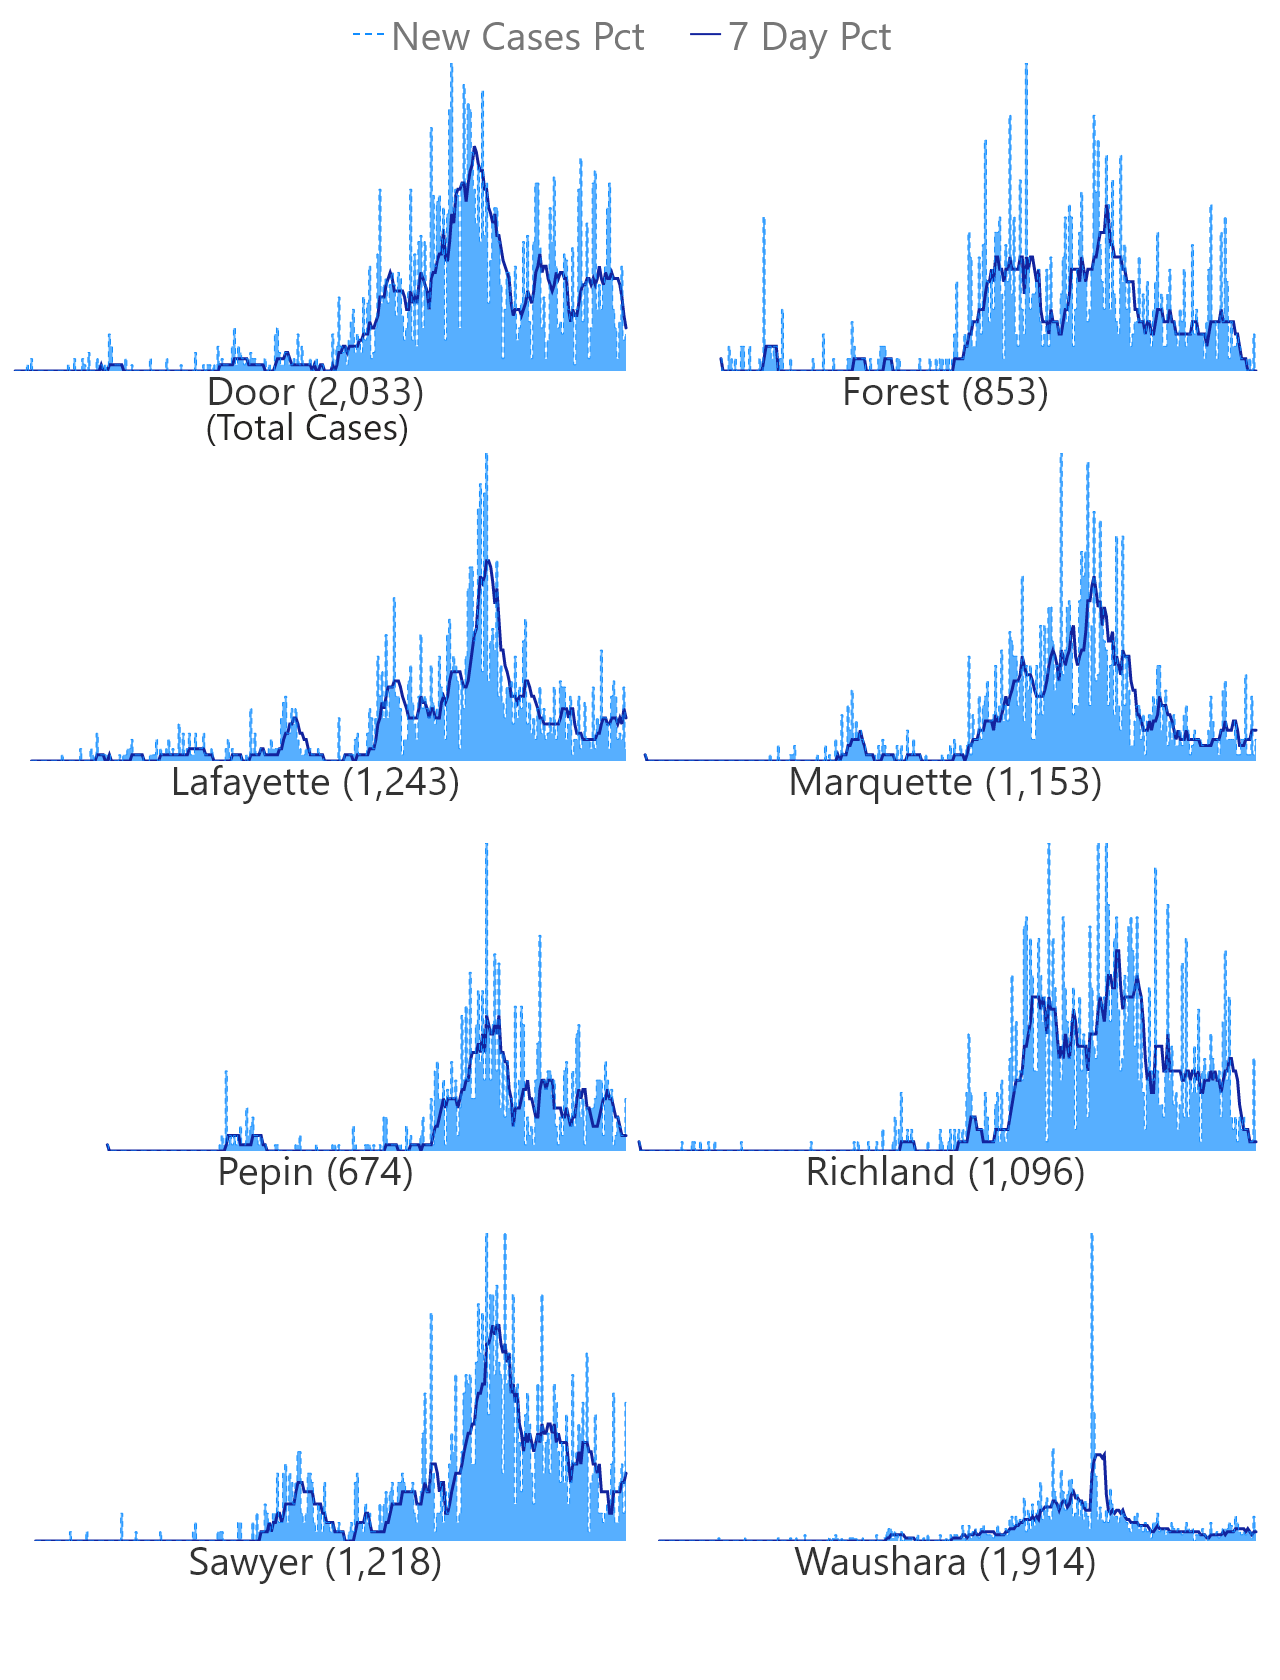 New Cases Pct 7 Day Pct
Door (2,033) Forest (853)
(Total Cases)
Lafayette (1,243) Marquette (1,153)
Pepin (674) Richland (1,096)
Sawyer (1,218) Waushara (1,914)